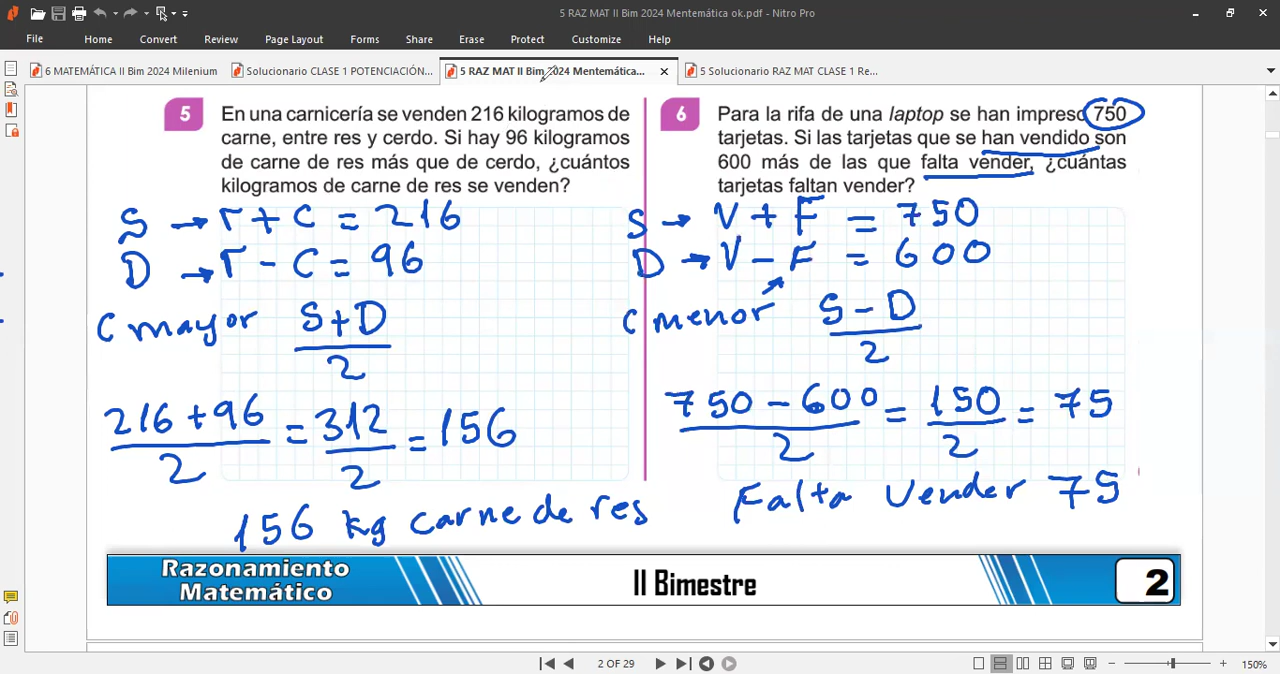 5 RAZ MAT II Bim 2024 Mentemática ok.pdf - Nitro Pro
File Home Convert Review Page Layout Forms Share Erase Protect Customize Help
6 MATEMÁTICA II Bim 2024 Milenium
Solucionario CLASE 1 POTENCIACIÓN...
5 RAZ MAT II Bim 2024 Mentemática...
5 Solucionario RAZ MAT CLASE 1 Re...
5
En una carnicería se venden 216 kilogramos de
carne, entre res y cerdo. Si hay 96 kilogramos
de carne de res más que de cerdo, ¿cuántos
kilogramos de carne de res se venden?
S → r + C = 216
D → r - C = 96
C mayor S+D/2
216+96/2 = 312/2 = 156
156 kg carne de res
6
Para la rifa de una laptop se han impreso 750
tarjetas. Si las tarjetas que se han vendido son
600 más de las que falta vender, ¿cuántas
tarjetas faltan vender?
S → V + F = 750
D → V - F = 600
C menor S-D/2
750-600/2 = 150/2 = 75
Falta Vender 75
Razonamiento
Matemático
II Bimestre
2
2 OF 29
150%